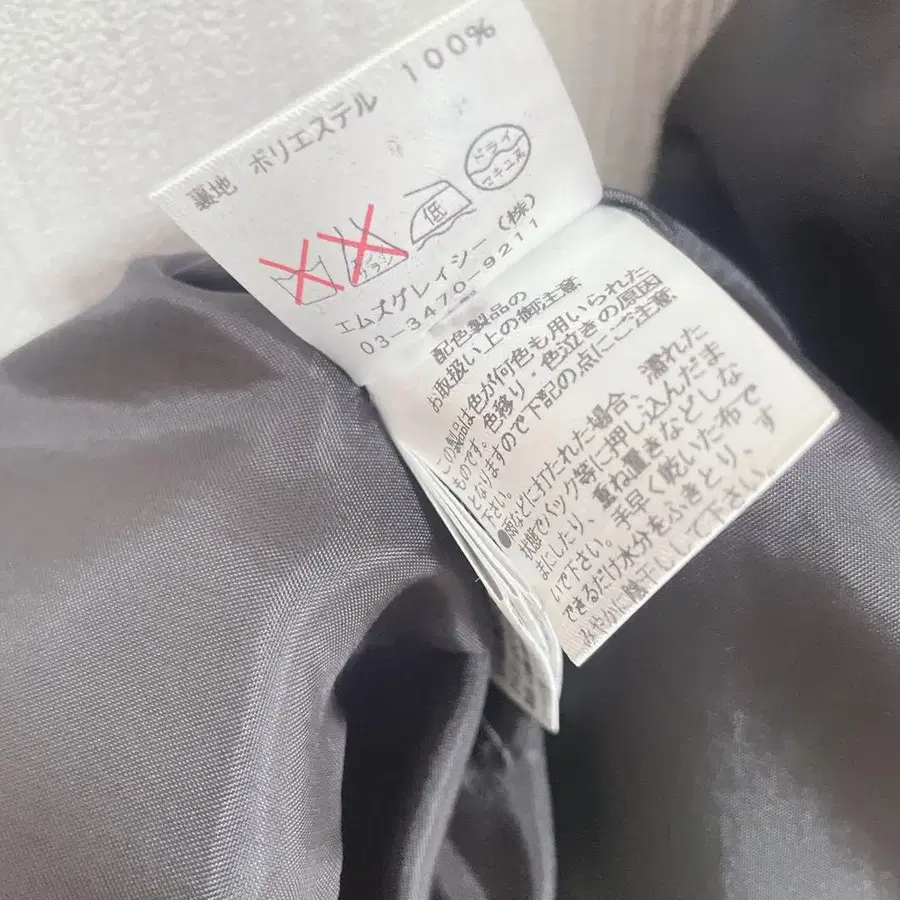 裏地 ポリエステル 100%
エンソ
サラシ
低
ドライ
セキユ系
エムズグレイシー(株)
03-3470-9211
配色製品の
お取扱い上の御注意
この製品は色が何色も用いられた
ものです。色移り・色泣きの原因
となりますので下記の点にご注意
下さい。
●雨などに打たれた場合、濡れた
状態でバック等に押し込んだま
まにしたり、重ね置きなどしな
いで下さい。手早く乾いた布で
できるだけ水分をふきとり、す
みやかに陰干しして下さい。